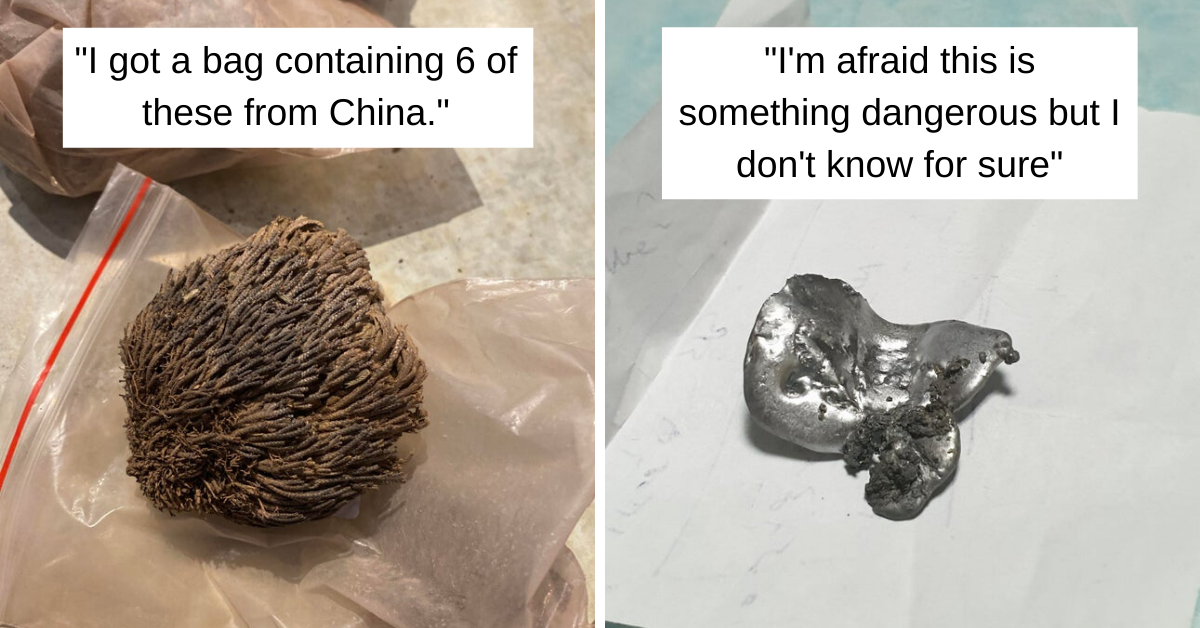 "I got a bag containing 6 of
these from China."
"I'm afraid this is
something dangerous but I
don't know for sure"